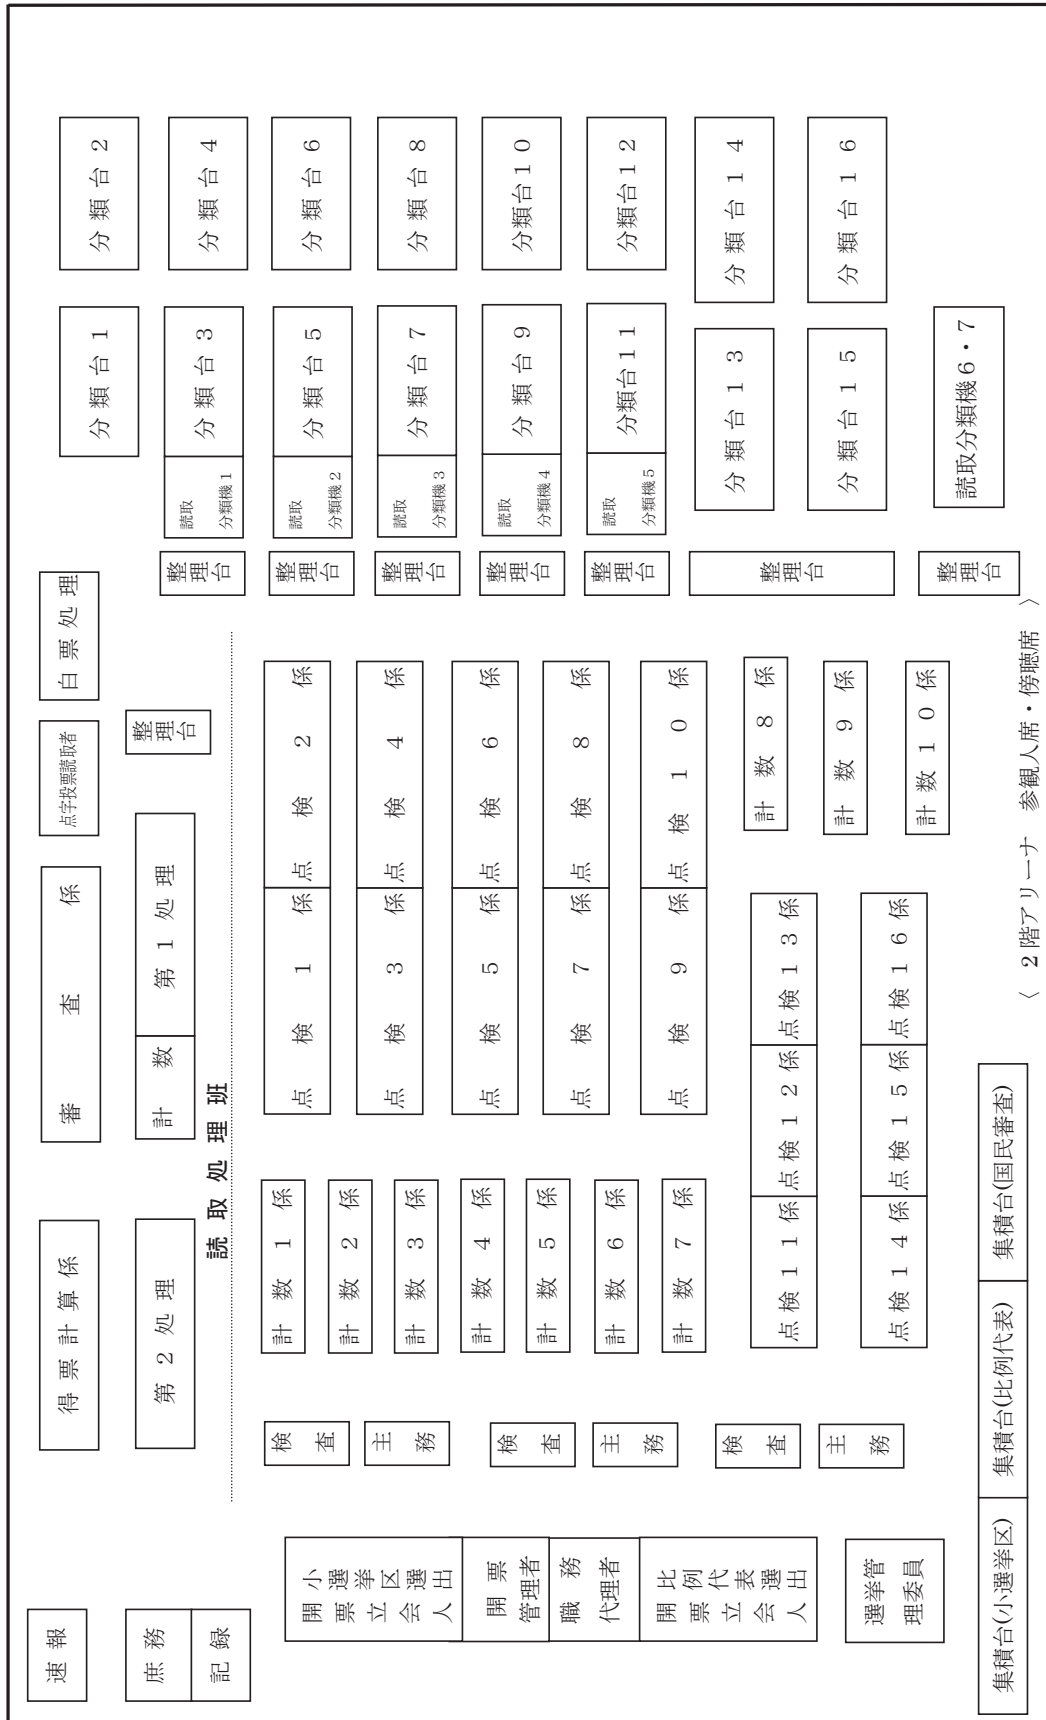 速報
得票計算係
審査係
点字投票読取者
白票処理
分類台1
分類台2
庶務
記録
第2処理
計数
第1処理
整理台
整理台
読取
分類機1
分類台3
分類台4
読取処理班
検査
計数1係
点検1係
点検2係
整理台
読取
分類機2
分類台5
分類台6
小選挙区選出
開票立会人
計数2係
主務
計数3係
点検3係
点検4係
整理台
読取
分類機3
分類台7
分類台8
開票
管理者
検査
計数4係
点検5係
点検6係
整理台
読取
分類機4
分類台9
分類台10
職務
代理者
計数5係
点検7係
点検8係
主務
計数6係
整理台
読取
分類機5
分類台11
分類台12
比例代表選出
開票立会人
計数7係
点検9係
点検10係
検査
点検11係
点検12係
点検13係
計数8係
整理台
分類台13
分類台14
主務
計数9係
分類台15
分類台16
選挙管
理委員
点検14係
点検15係
点検16係
計数10係
整理台
読取分類機6・7
集積台(小選挙区)
集積台(比例代表)
集積台(国民審査)
〈 2階アリーナ 参観人席・傍聴席 〉